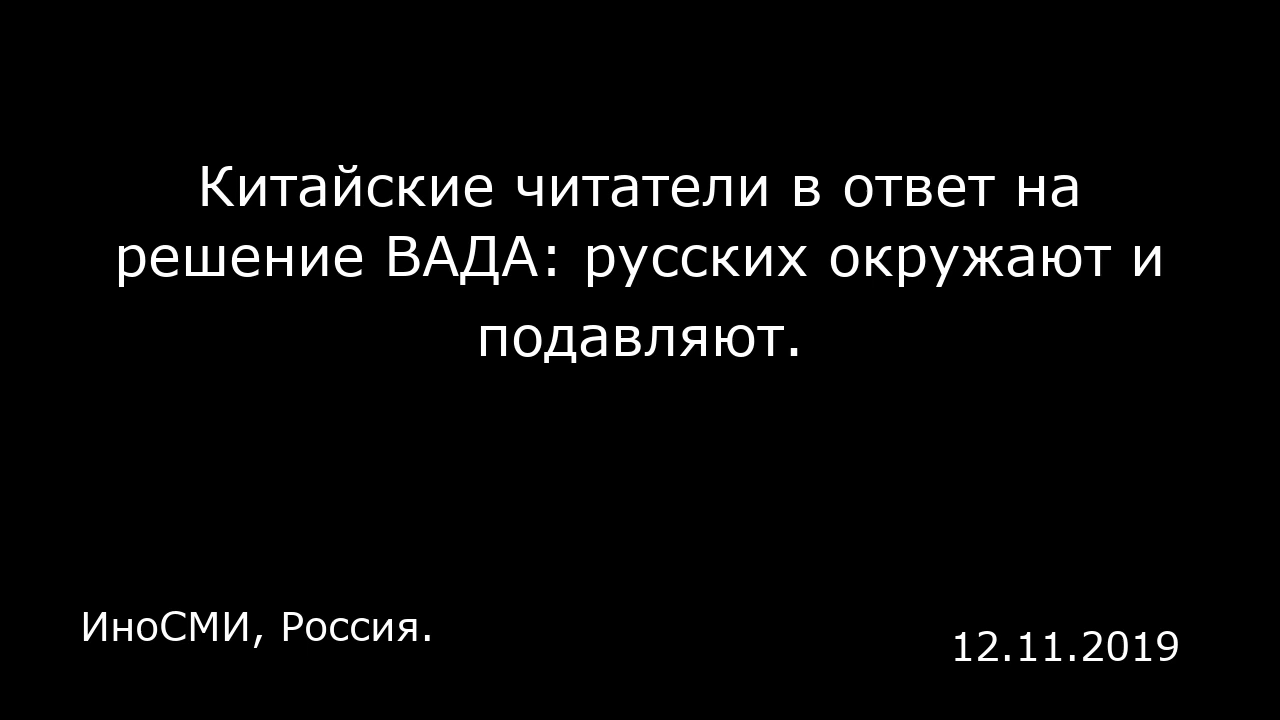 Китайские читатели в ответ на
решение ВАДА: русских окружают и
подавляют.
ИноСМИ, Россия.
12.11.2019